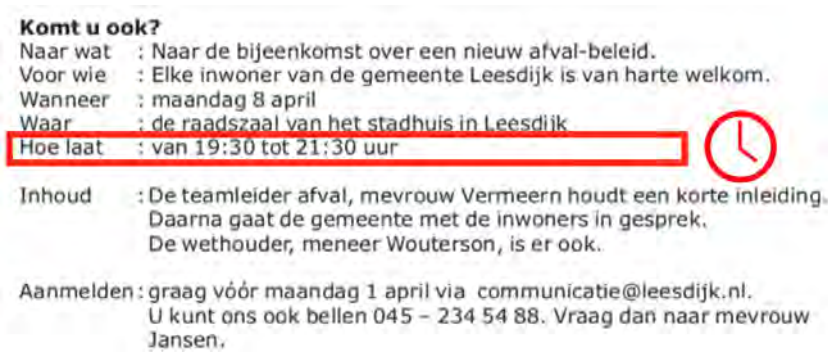 Komt u ook?
Naar wat : Naar de bijeenkomst over een nieuw afval-beleid.
Voor wie : Elke inwoner van de gemeente Leesdijk is van harte welkom.
Wanneer : maandag 8 april
Waar : de raadszaal van het stadhuis in Leesdijk
Hoe laat : van 19:30 tot 21:30 uur
Inhoud : De teamleider afval, mevrouw Vermeern houdt een korte inleiding.
Daarna gaat de gemeente met de inwoners in gesprek.
De wethouder, meneer Wouterson, is er ook.
Aanmelden : graag vóór maandag 1 april via communicatie@leesdijk.nl.
U kunt ons ook bellen 045 – 234 54 88. Vraag dan naar mevrouw
Jansen.